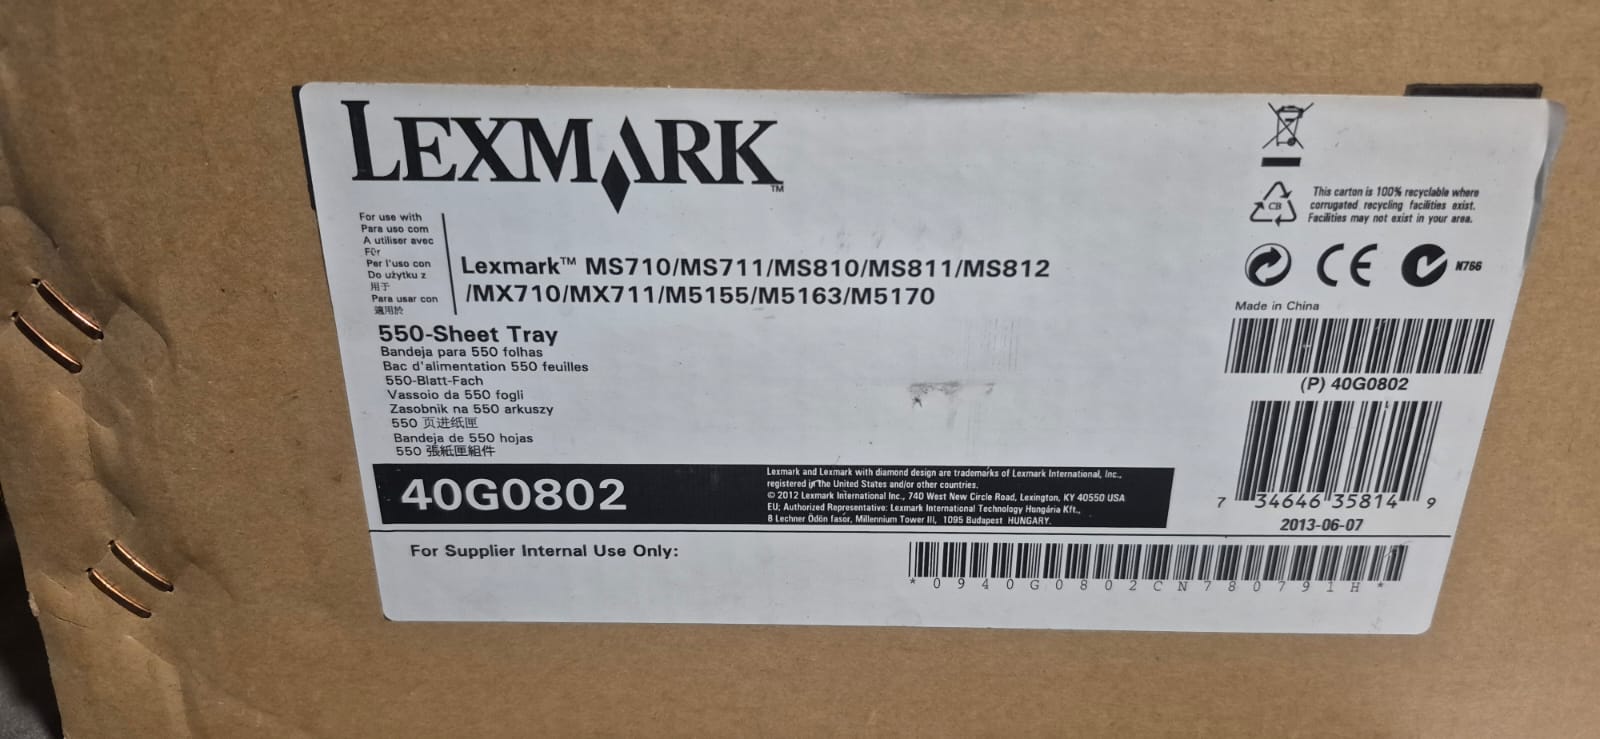 LEXMARK™
For use with
Para uso com
A utiliser avec
Für
Per l'uso con
Do użytku z
用于
Para usar con
適用於
Lexmark™ MS710/MS711/MS810/MS811/MS812
/MX710/MX711/M5155/M5163/M5170
550-Sheet Tray
Bandeja para 550 folhas
Bac d'alimentation 550 feuilles
550-Blatt-Fach
Vassoio da 550 fogli
Zasobnik na 550 arkuszy
550 页进纸匣
Bandeja de 550 hojas
550 張紙匣組件
40G0802
Lexmark and Lexmark with diamond design are trademarks of Lexmark International, Inc.,
registered in the United States and/or other countries.
© 2012 Lexmark International Inc., 740 West New Circle Road, Lexington, KY 40550 USA
EU; Authorized Representative: Lexmark International Technology Hungária Kft.,
8 Lechner Ödön fasor, Millennium Tower III, 1095 Budapest HUNGARY.
CB
This carton is 100% recyclable where
corrugated recycling facilities exist.
Facilities may not exist in your area.
CE
N766
Made in China
(P) 40G0802
7 34646 35814 9
2013-06-07
For Supplier Internal Use Only:
*0940G0802CN780791H*